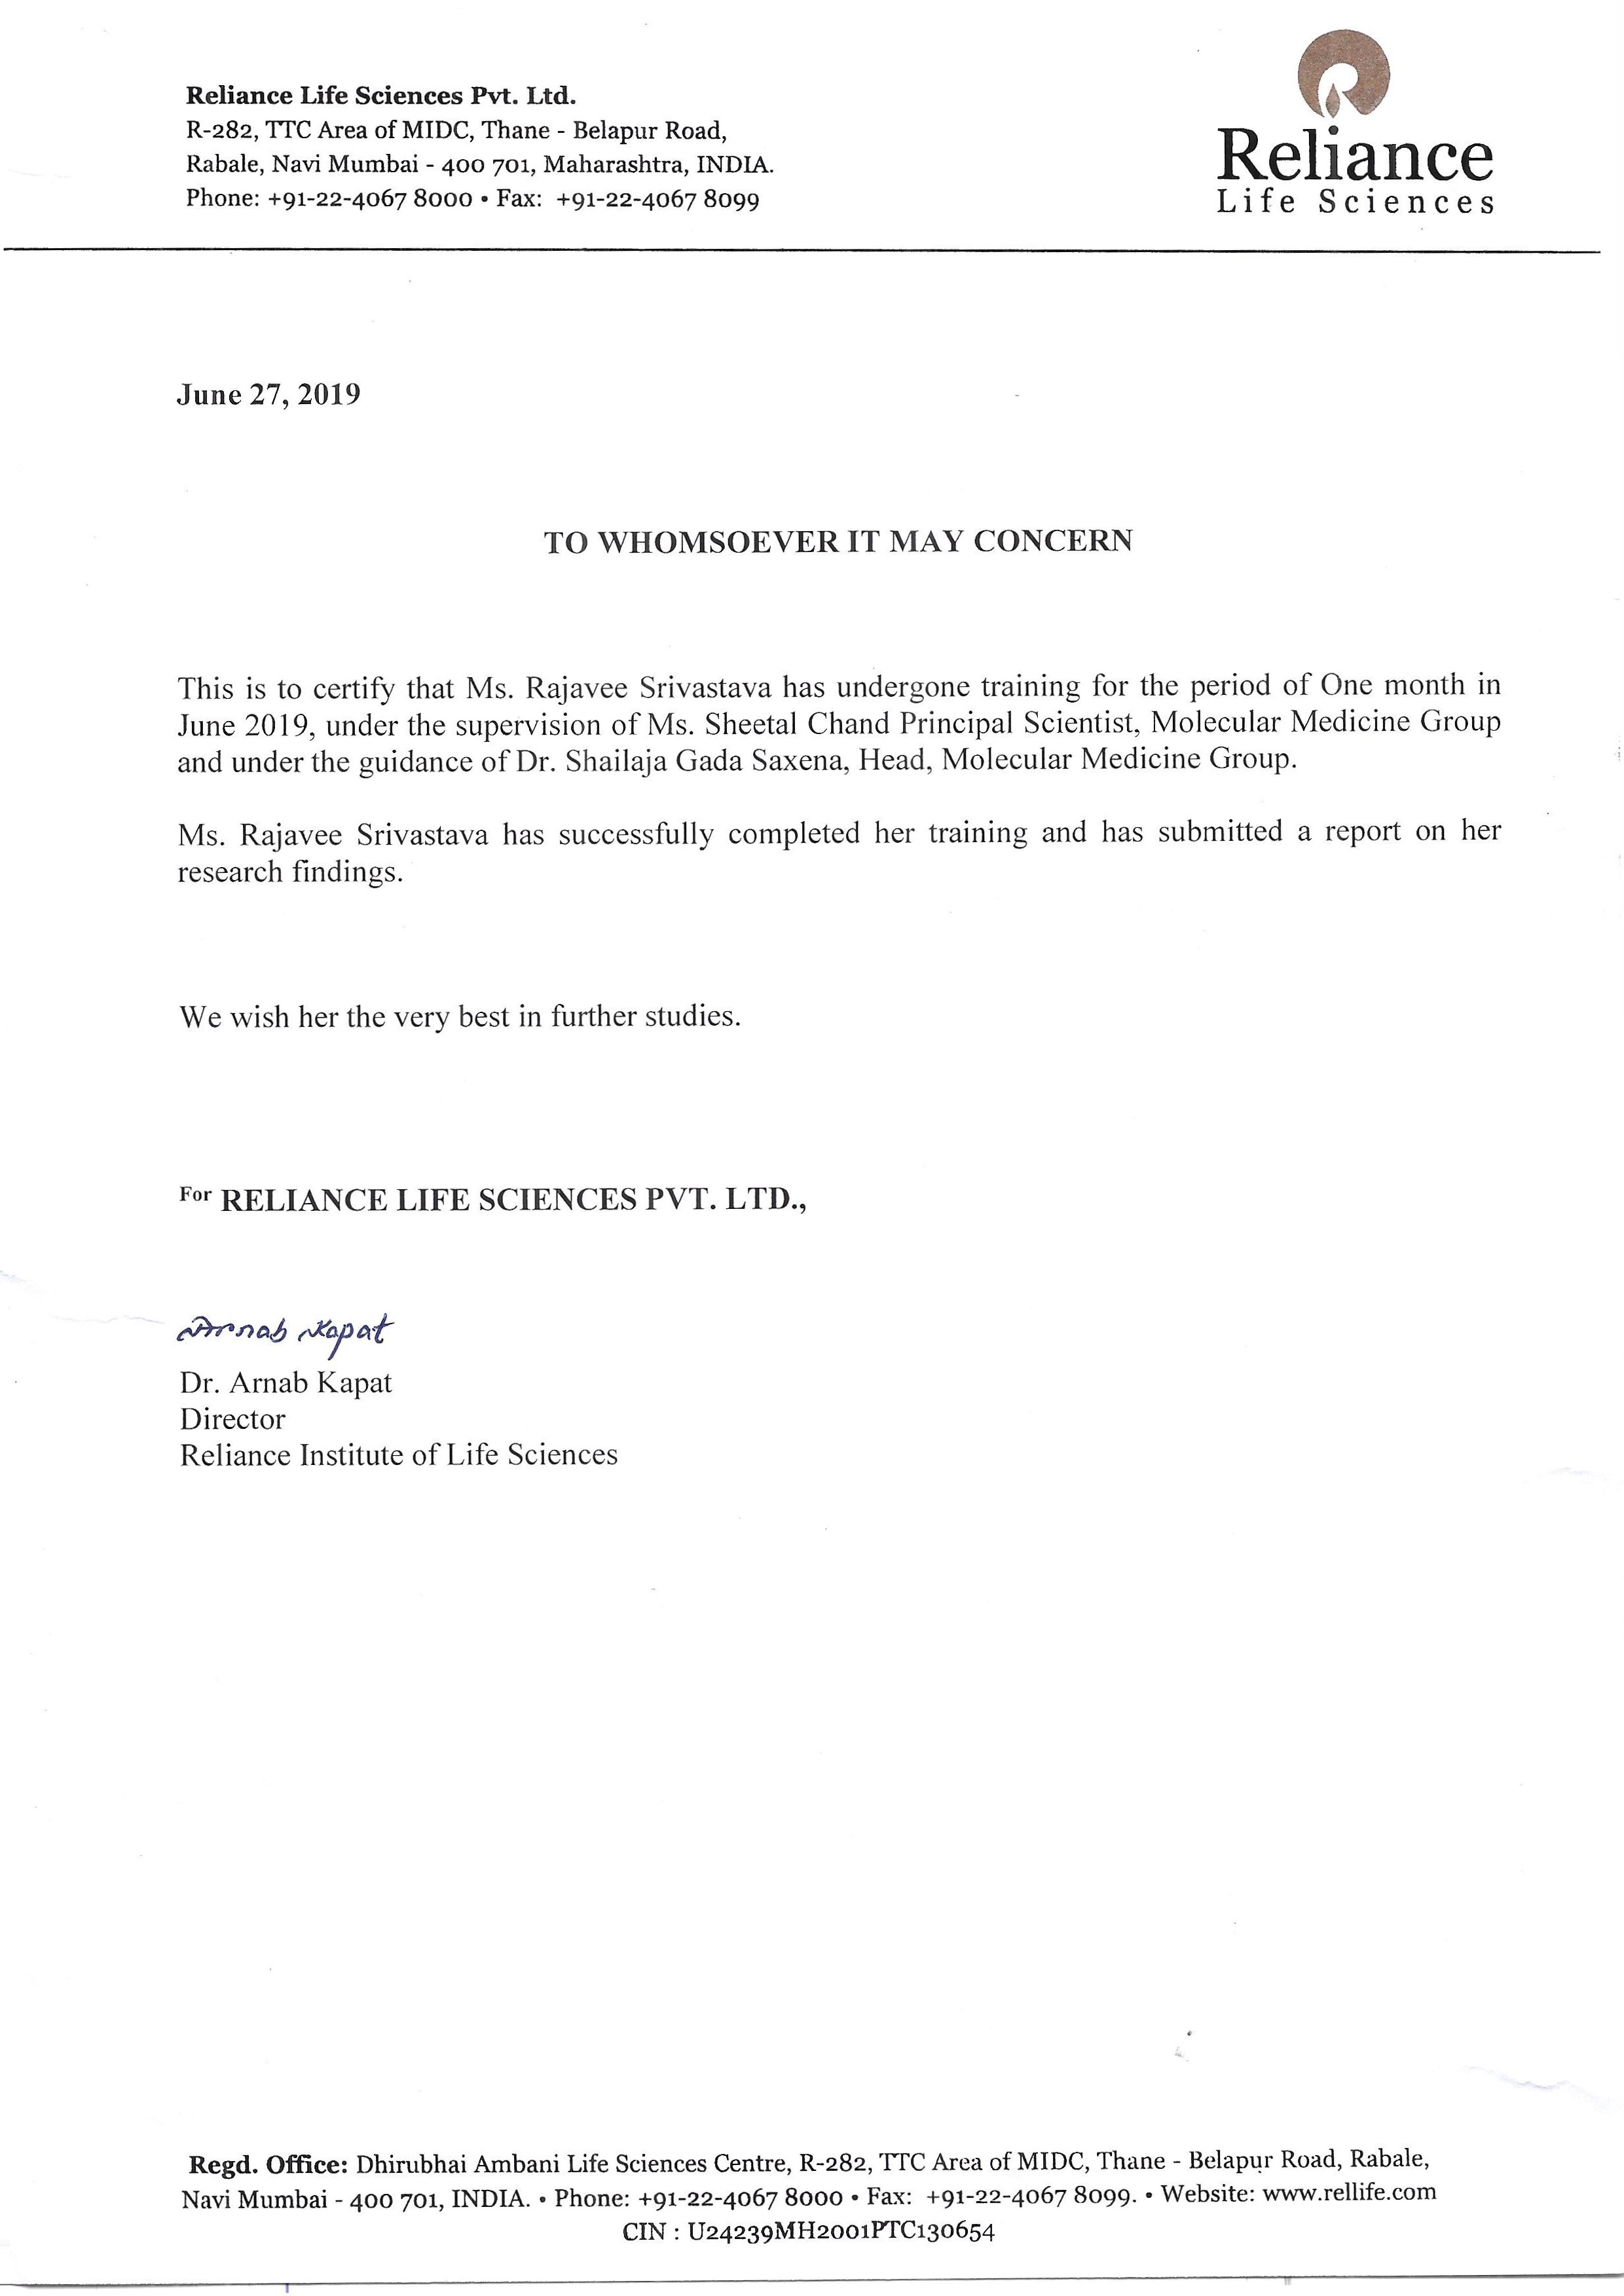 Reliance Life Sciences Pvt. Ltd.
R-282, TTC Area of MIDC, Thane - Belapur Road,
Rabale, Navi Mumbai - 400 701, Maharashtra, INDIA.
Phone: +91-22-4067 8000 • Fax: +91-22-4067 8099
Reliance
Life Sciences
June 27, 2019
TO WHOMSOEVER IT MAY CONCERN
This is to certify that Ms. Rajavee Srivastava has undergone training for the period of One month in
June 2019, under the supervision of Ms. Sheetal Chand Principal Scientist, Molecular Medicine Group
and under the guidance of Dr. Shailaja Gada Saxena, Head, Molecular Medicine Group.
Ms. Rajavee Srivastava has successfully completed her training and has submitted a report on her
research findings.
We wish her the very best in further studies.
For RELIANCE LIFE SCIENCES PVT. LTD.,
Arnab Kapat
Dr. Arnab Kapat
Director
Reliance Institute of Life Sciences
Regd. Office: Dhirubhai Ambani Life Sciences Centre, R-282, TTC Area of MIDC, Thane - Belapur Road, Rabale,
Navi Mumbai - 400 701, INDIA. • Phone: +91-22-4067 8000 • Fax: +91-22-4067 8099. • Website: www.rellife.com
CIN : U24239MH2001PTC130654